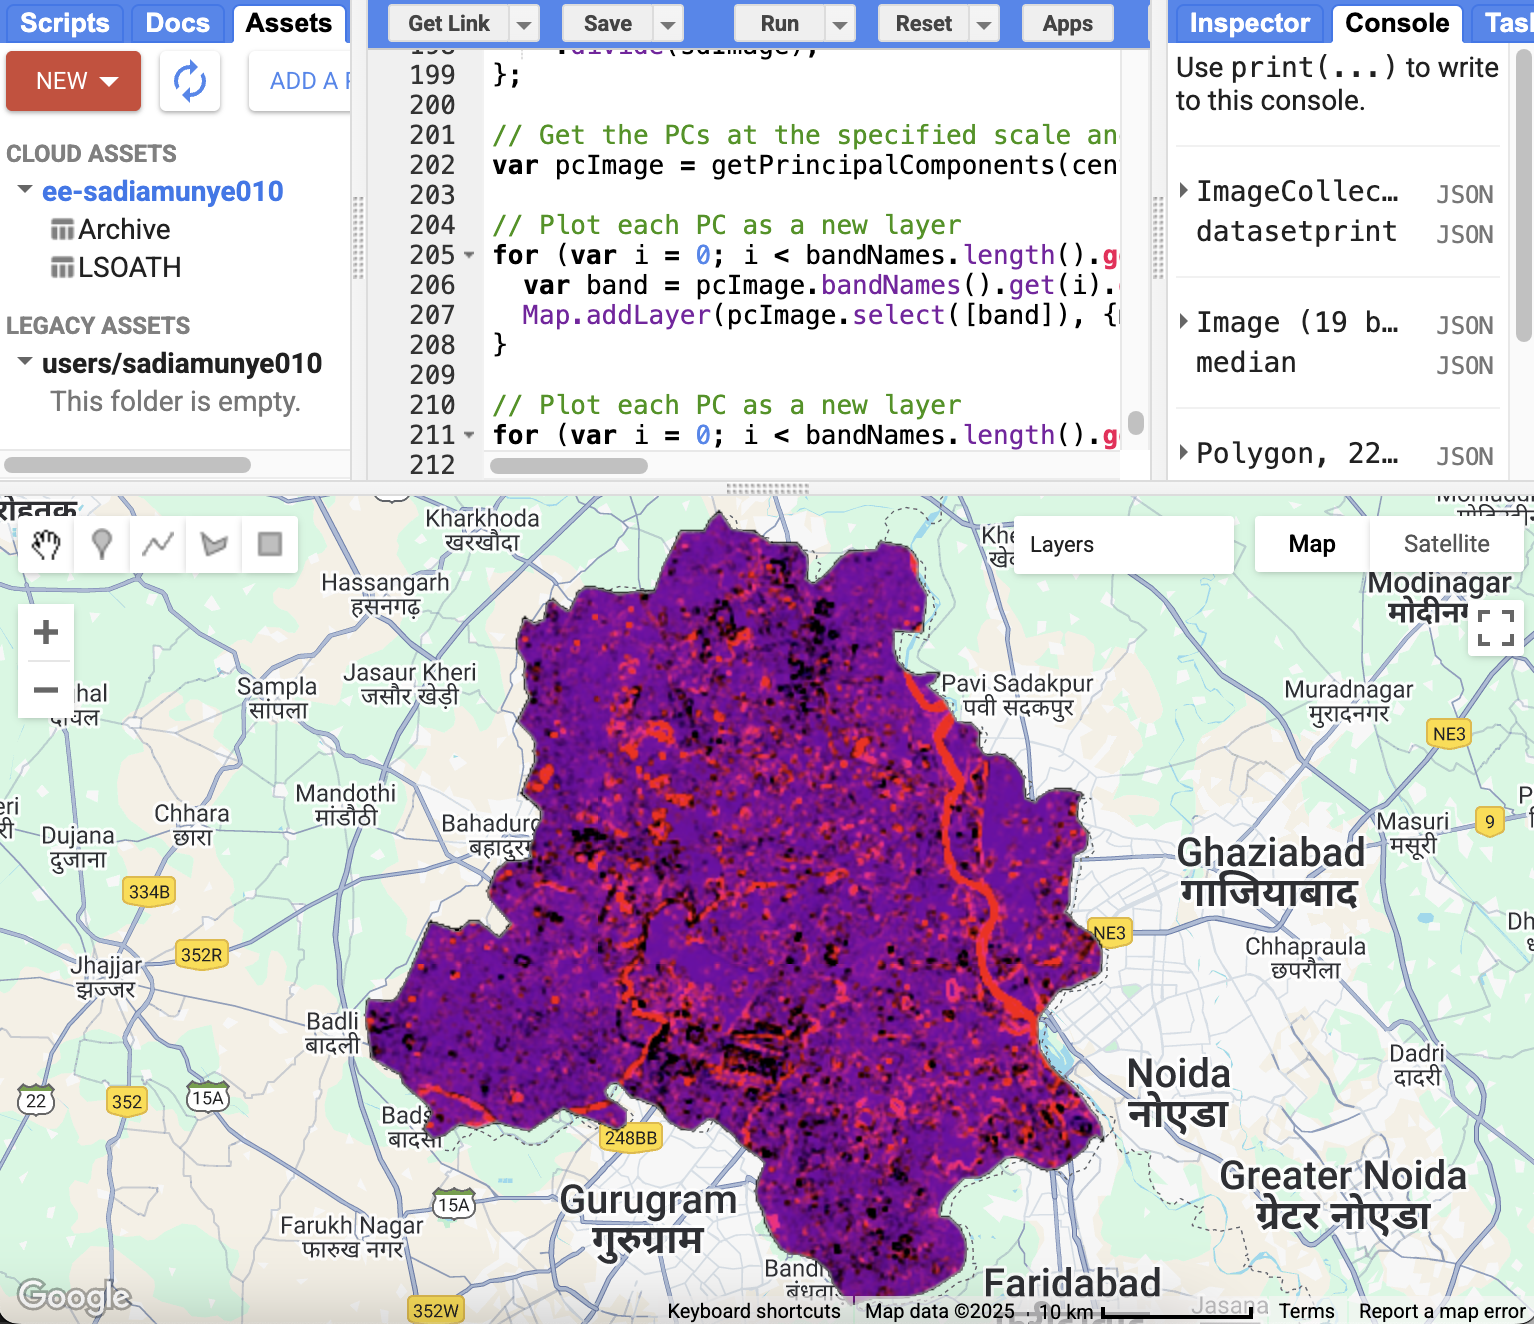 Scripts Docs Assets
NEW
ADD A
CLOUD ASSETS
ee-sadiamunye010
Archive
LSOATH
LEGACY ASSETS
users/sadiamunye010
This folder is empty.
Get Link Save Run Reset Apps
198 .divide(sdImage);
199 };
200
201 // Get the PCs at the specified scale an
202 var pcImage = getPrincipalComponents(cen
203
204 // Plot each PC as a new layer
205 for (var i = 0; i < bandNames.length().g
206 var band = pcImage.bandNames().get(i).
207 Map.addLayer(pcImage.select([band]), {
208 }
209
210 // Plot each PC as a new layer
211 for (var i = 0; i < bandNames.length().g
212
Inspector Console Tas
Use print(...) to write
to this console.
ImageCollec... JSON
datasetprint JSON
Image (19 b... JSON
median JSON
Polygon, 22... JSON
रोहतक
Kharkhoda
खरखौदा
Layers
Map Satellite
Modinagar
Hassangarh
हसनगढ़
Jasaur Kheri
जसौर खेड़ी
Sampla
सांपला
Pavi Sadakpur
पवी सदकपुर
Muradnagar
मुरादनगर
NE3
Mandothi
मांडौठी
Chhara
छारा
Dujana
दुजाना
Masuri
मसूरी
9
Ghaziabad
गाजियाबाद
334B
NE3
352R
Jhajjar
झज्जर
Chhapraula
छपरौला
Badli
बादली
Dadri
दादरी
22
352
15A
Noida
नोएडा
बादसा
248BB
Greater Noida
ग्रेटर नोएडा
15A
Gurugram
गुरुग्राम
Farukh Nagar
फारुख नगर
Faridabad
352W
Google
Jasana
Keyboard shortcuts Map data ©2025 10 km Terms Report a map error